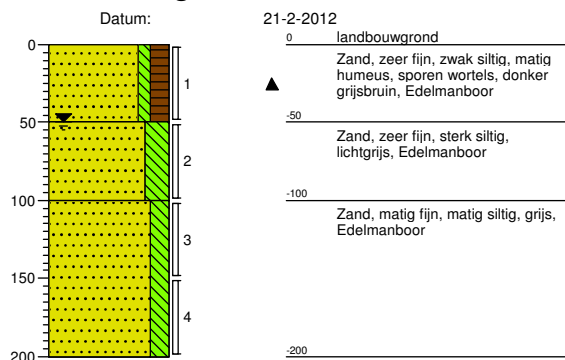 Datum: 21-2-2012
0
50
100
150
200
1
2
3
4
0
landbouwgrond
Zand, zeer fijn, zwak siltig, matig
humeus, sporen wortels, donker
grijsbruin, Edelmanboor
-50
Zand, zeer fijn, sterk siltig,
lichtgrijs, Edelmanboor
-100
Zand, matig fijn, matig siltig, grijs,
Edelmanboor
-200